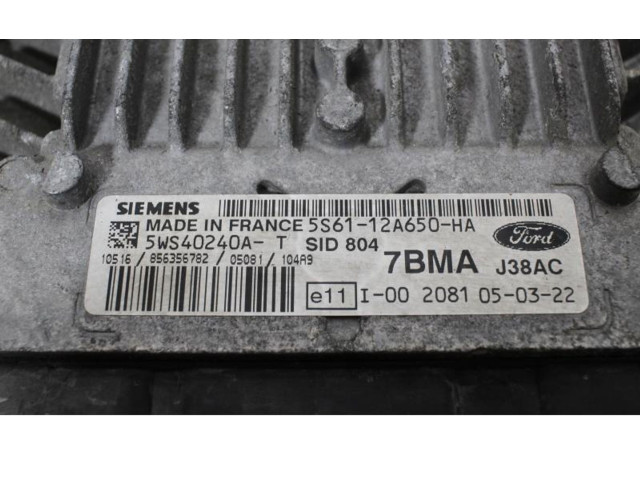 SIEMENS
MADE IN FRANCE 5S61-12A650-HA
5WS40240A- T SID 804
Ford
10516 / 856356782 / 05081 / 104A9
7BMA J38AC
e11 I-00 2081 05-03-22